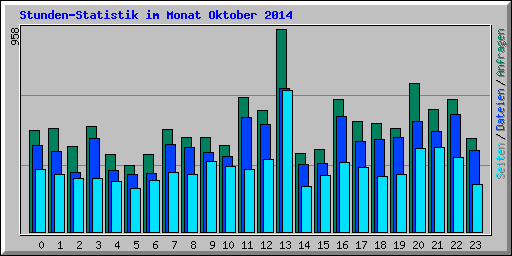 Stunden-Statistik im Monat Oktober 2014
958
Seiten / Dateien / Anfragen
0 1 2 3 4 5 6 7 8 9 10 11 12 13 14 15 16 17 18 19 20 21 22 23